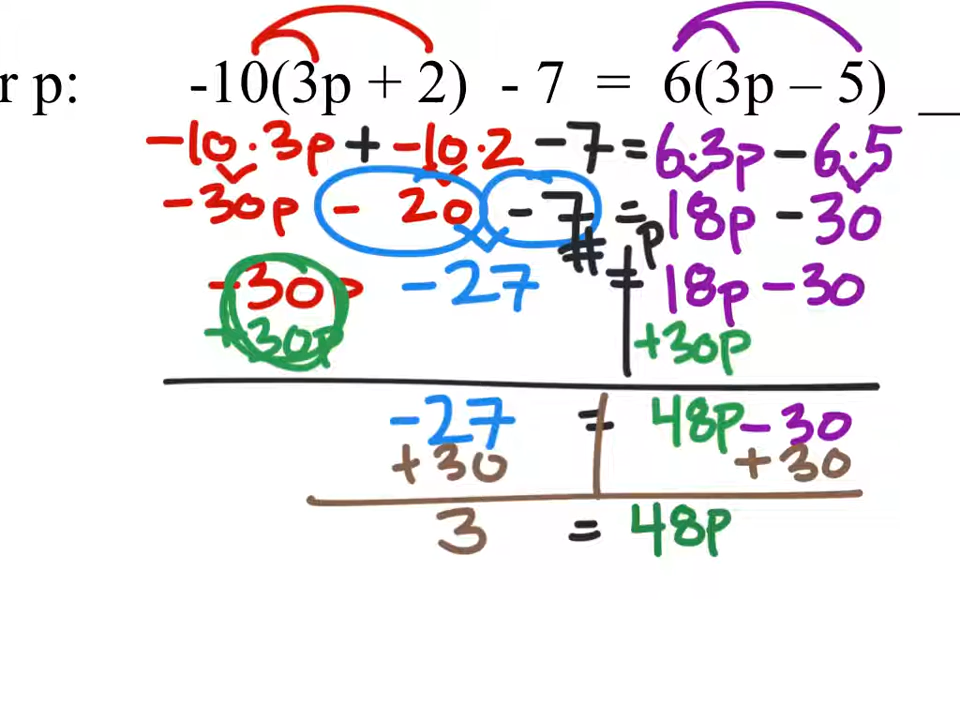 r p: -10(3p + 2) - 7 = 6(3p – 5) __
-10·3p + -10·2 -7 = 6·3p - 6·5
-30p - 20 -7 = 18p - 30
# p
-30p -27 = 18p - 30
+30p +30p
-27 = 48p - 30
+30 +30
3 = 48p